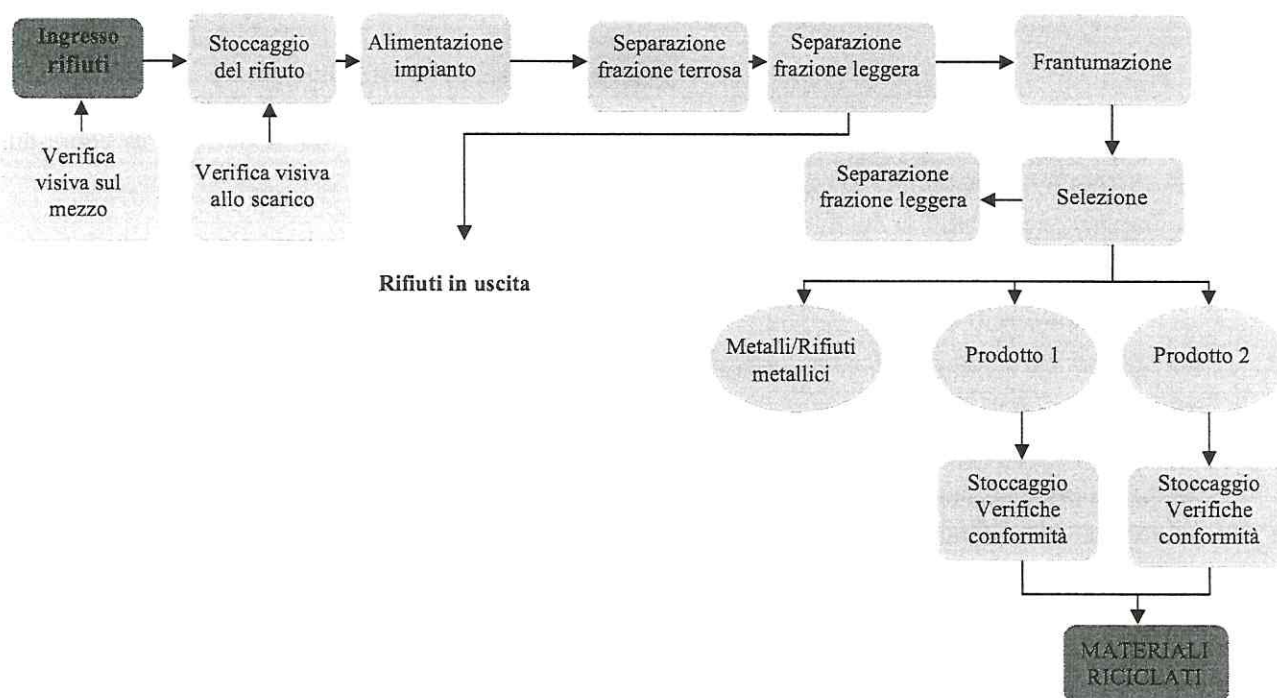 Ingresso
rifiuti
Stoccaggio
del rifiuto
Alimentazione
impianto
Separazione
frazione terrosa
Separazione
frazione leggera
Frantumazione
Verifica
visiva sul
mezzo
Verifica visiva
allo scarico
Separazione
frazione leggera
Selezione
Rifiuti in uscita
Metalli/Rifiuti
metallici
Prodotto 1
Prodotto 2
Stoccaggio
Verifiche
conformità
Stoccaggio
Verifiche
conformità
MATERIALI
RICICLATI